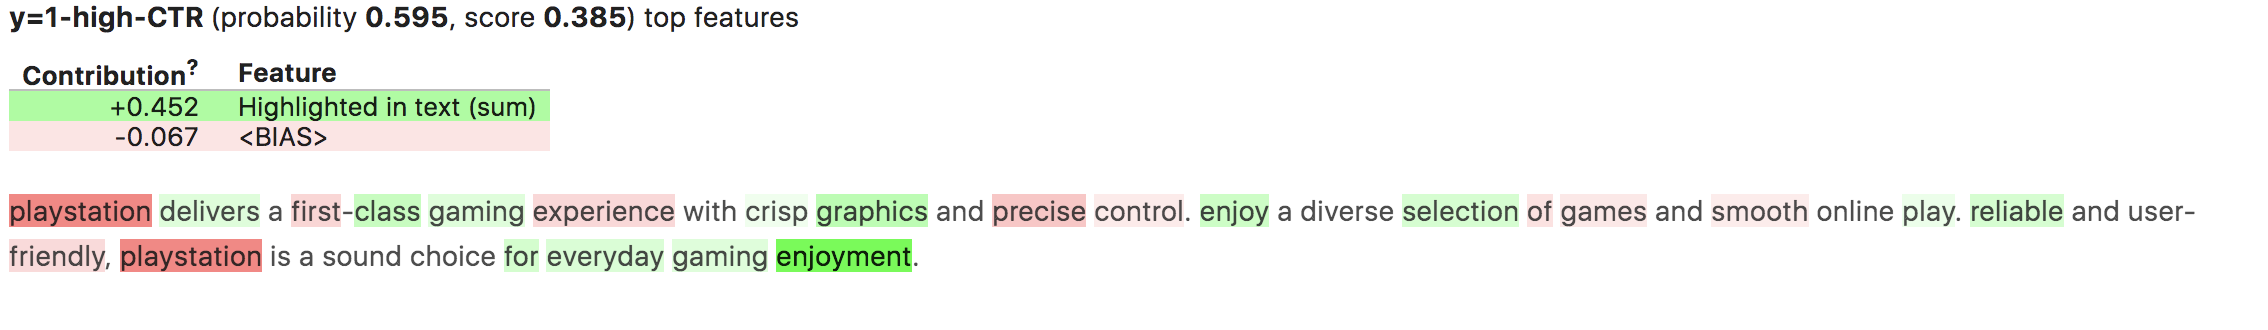 y=1-high-CTR (probability 0.595, score 0.385) top features
Contribution? Feature
+0.452 Highlighted in text (sum)
-0.067 <BIAS>
playstation delivers a first-class gaming experience with crisp graphics and precise control. enjoy a diverse selection of games and smooth online play. reliable and user-
friendly, playstation is a sound choice for everyday gaming enjoyment.